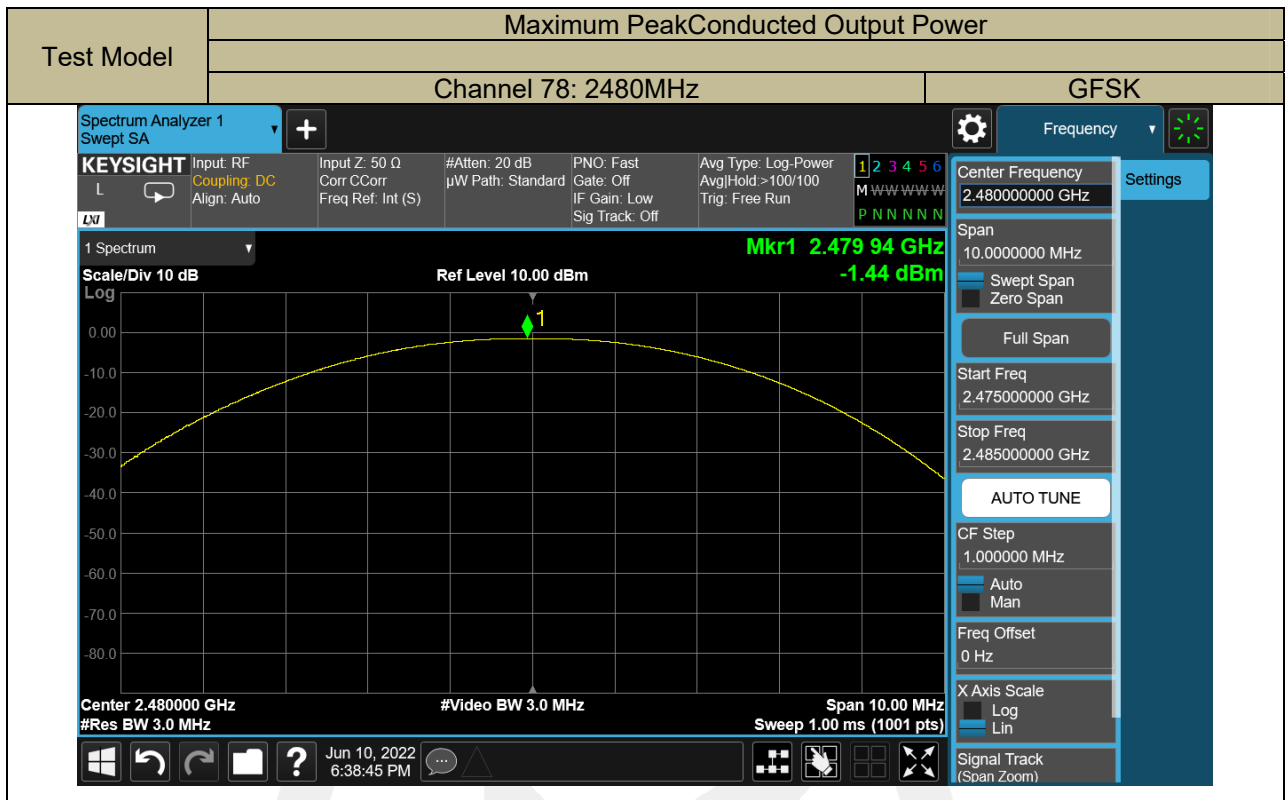 Test Model
Maximum PeakConducted Output Power
Channel 78: 2480MHz
GFSK
Spectrum Analyzer 1
Swept SA
Frequency
KEYSIGHT
L
LXI
Input: RF
Coupling: DC
Align: Auto
Input Z: 50 Ω
Corr CCorr
Freq Ref: Int (S)
#Atten: 20 dB
µW Path: Standard
PNO: Fast
Gate: Off
IF Gain: Low
Sig Track: Off
Avg Type: Log-Power
Avg|Hold:>100/100
Trig: Free Run
1 2 3 4 5 6
M W W W W W
P N N N N N
1 Spectrum
Mkr1 2.479 94 GHz
Scale/Div 10 dB
Ref Level 10.00 dBm
-1.44 dBm
Log
1
0.00
-10.0
-20.0
-30.0
-40.0
-50.0
-60.0
-70.0
-80.0
Center 2.480000 GHz
#Video BW 3.0 MHz
Span 10.00 MHz
#Res BW 3.0 MHz
Sweep 1.00 ms (1001 pts)
?
Jun 10, 2022
6:38:45 PM
Center Frequency
2.480000000 GHz
Settings
Span
10.0000000 MHz
Swept Span
Zero Span
Full Span
Start Freq
2.475000000 GHz
Stop Freq
2.485000000 GHz
AUTO TUNE
CF Step
1.000000 MHz
Auto
Man
Freq Offset
0 Hz
X Axis Scale
Log
Lin
Signal Track
(Span Zoom)